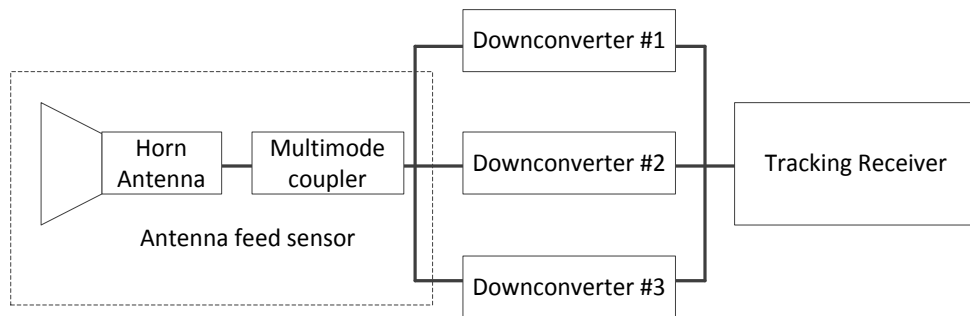 Downconverter #1
Horn
Antenna
Multimode
coupler
Downconverter #2
Tracking Receiver
Antenna feed sensor
Downconverter #3